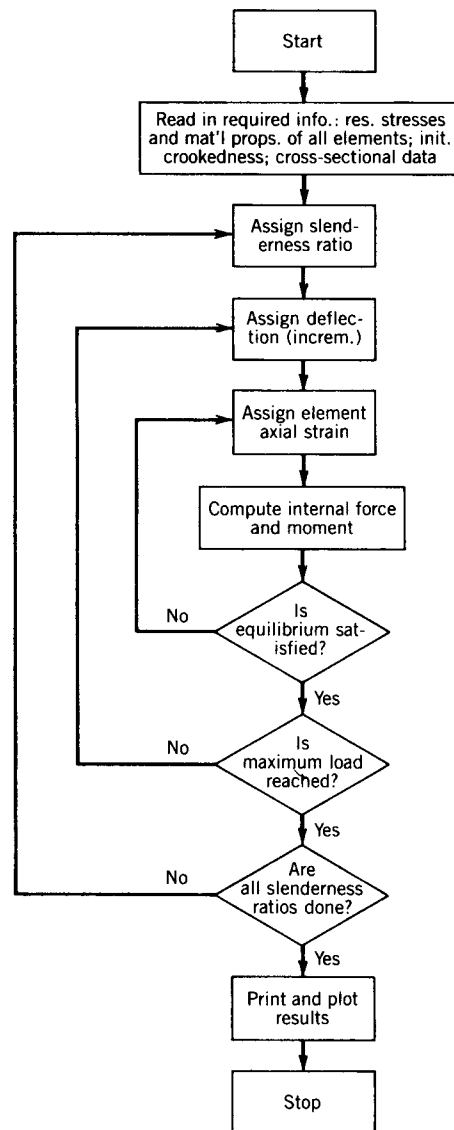 Start
Read in required info.: res. stresses
and mat'l props. of all elements; init.
crookedness; cross-sectional data
Assign slend-
erness ratio
Assign deflec-
tion (increm.)
Assign element
axial strain
Compute internal force
and moment
No
Is
equilibrium sat-
isfied?
Yes
No
Is
maximum load
reached?
Yes
No
Are
all slenderness
ratios done?
Yes
Print and plot
results
Stop